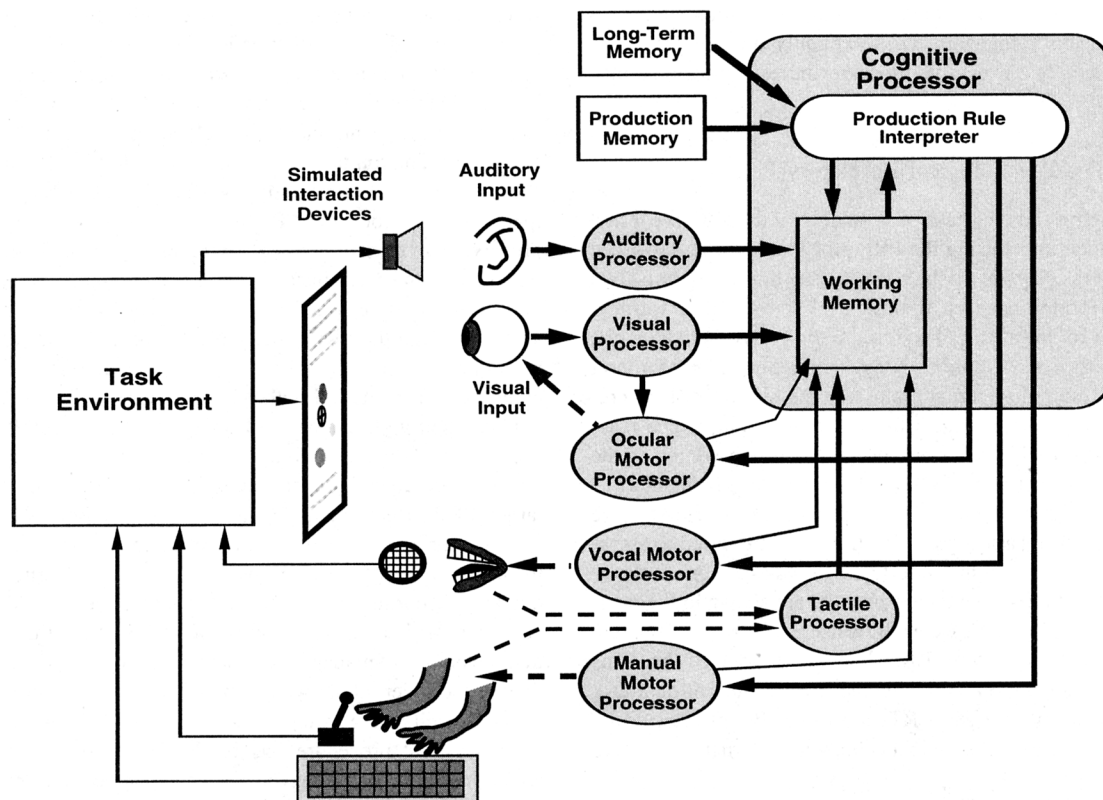 Long-Term
Memory
Cognitive
Processor
Production
Memory
Production Rule
Interpreter
Simulated
Interaction
Devices
Auditory
Input
Auditory
Processor
Working
Memory
Visual
Processor
Task
Environment
Visual
Input
Ocular
Motor
Processor
Vocal Motor
Processor
Tactile
Processor
Manual
Motor
Processor